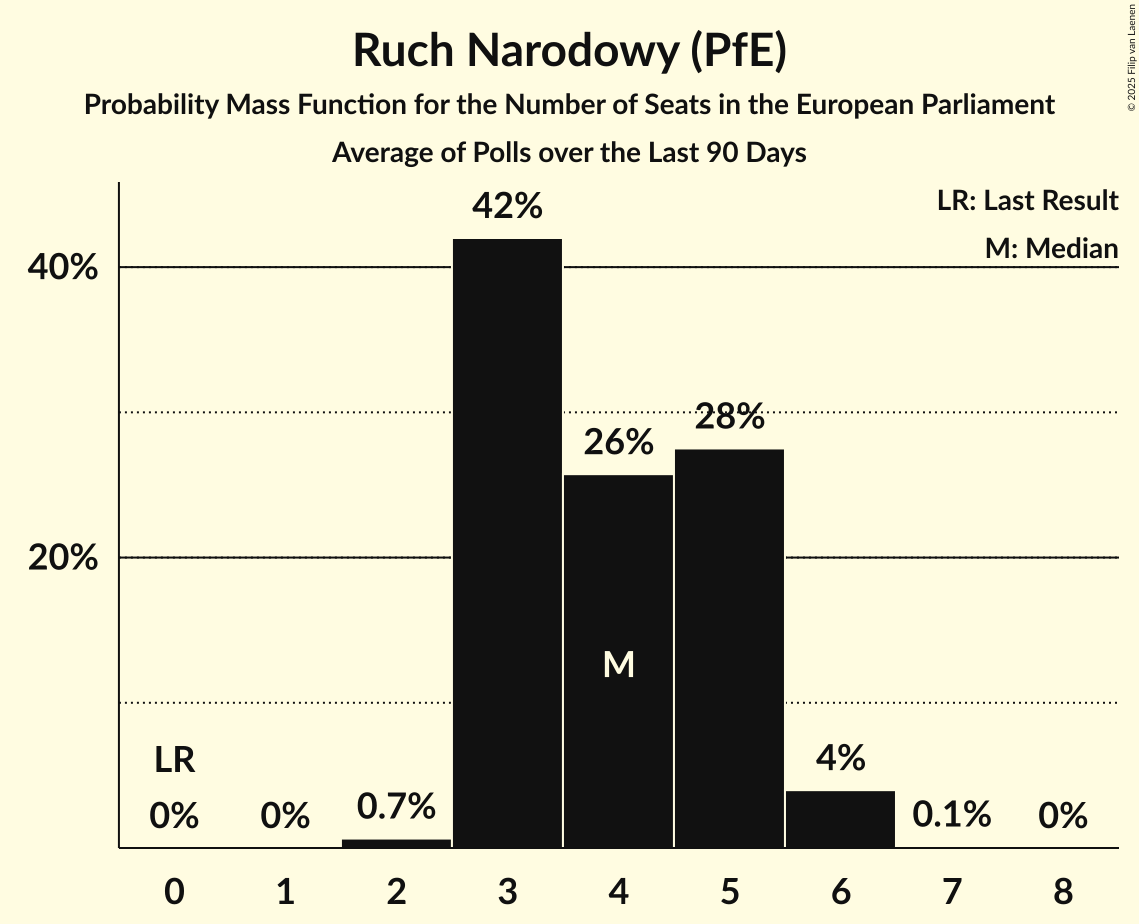 Ruch Narodowy (PfE)
Probability Mass Function for the Number of Seats in the European Parliament
Average of Polls over the Last 90 Days
© 2025 Filip van Laenen
LR: Last Result
M: Median
42%
40%
28%
26%
20%
M
LR
4%
0%
0%
0.7%
0.1%
0%
0
1
2
3
4
5
6
7
8